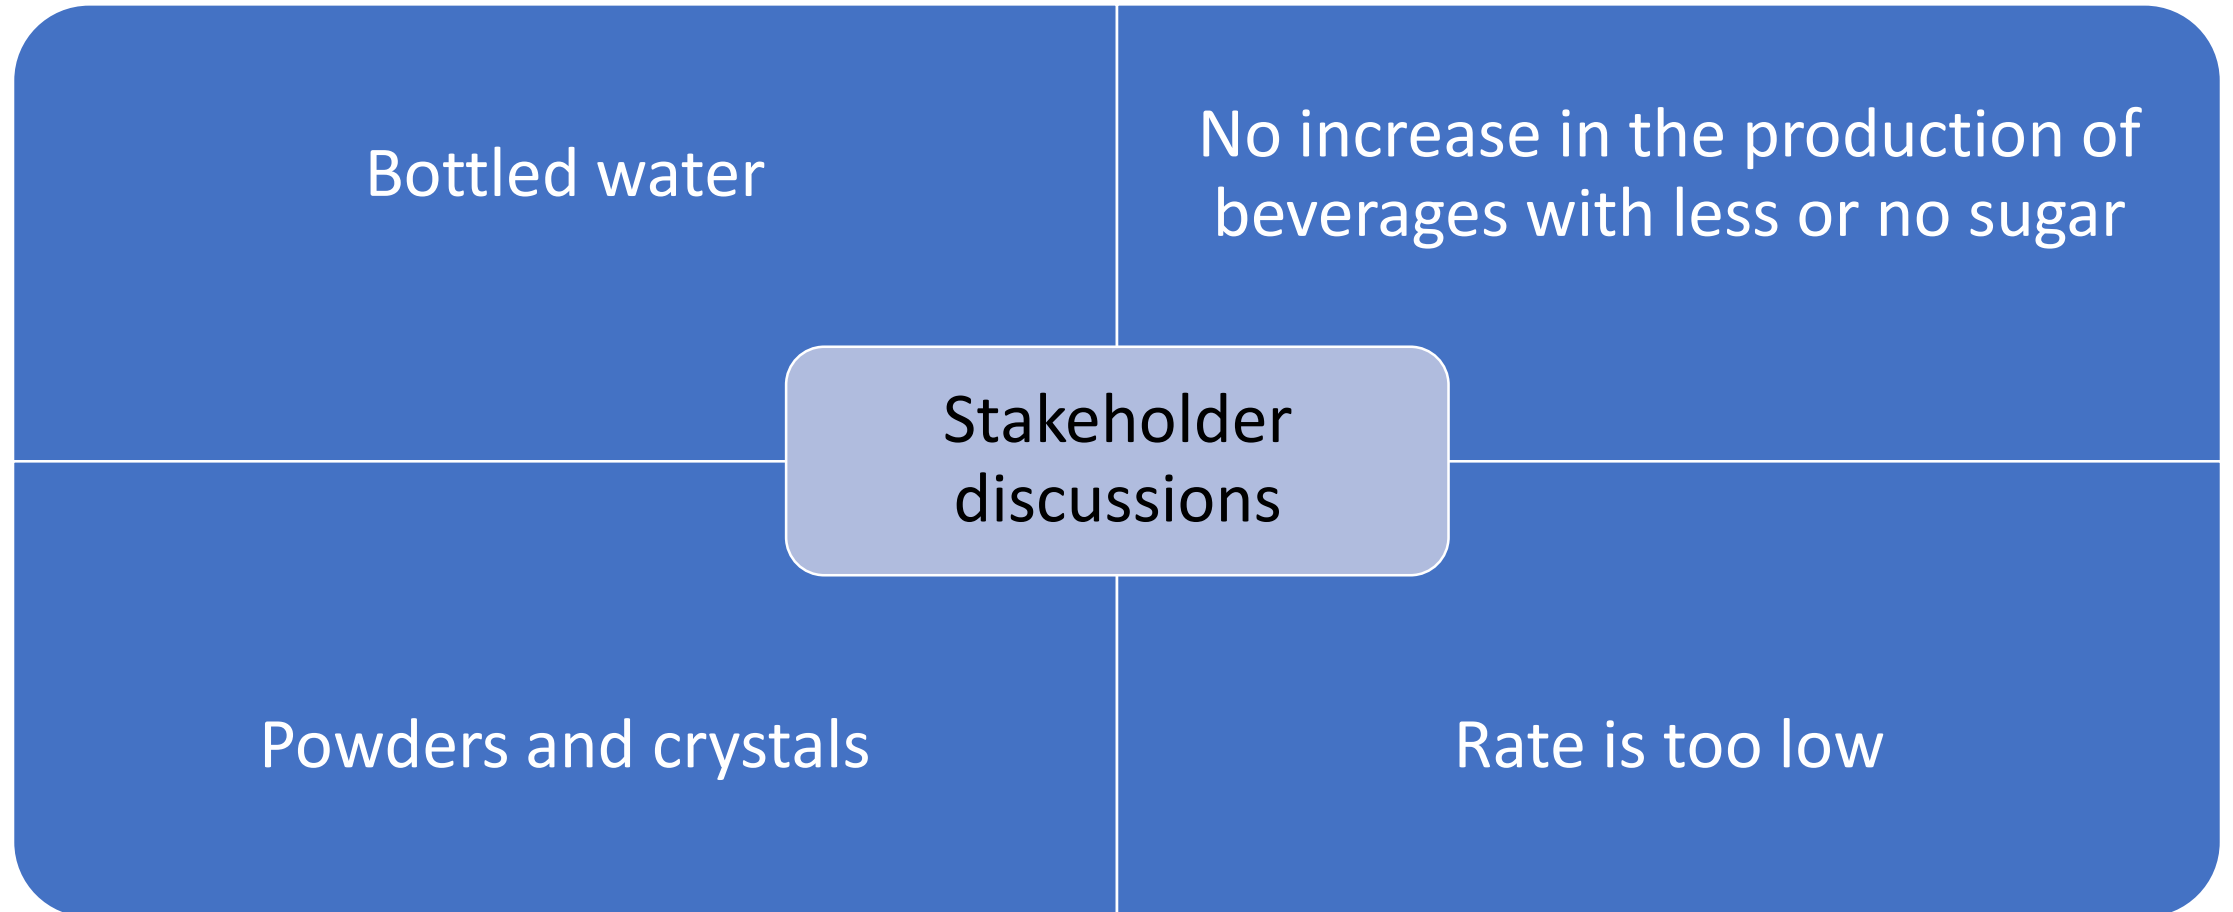 Bottled water
No increase in the production of
beverages with less or no sugar
Stakeholder
discussions
Powders and crystals
Rate is too low